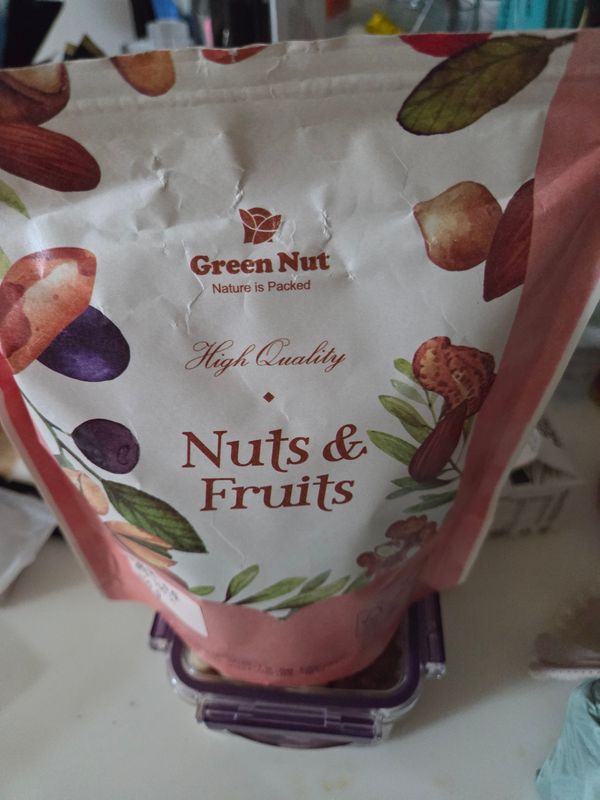 Green Nut
Nature is Packed
High Quality
Nuts &
Fruits